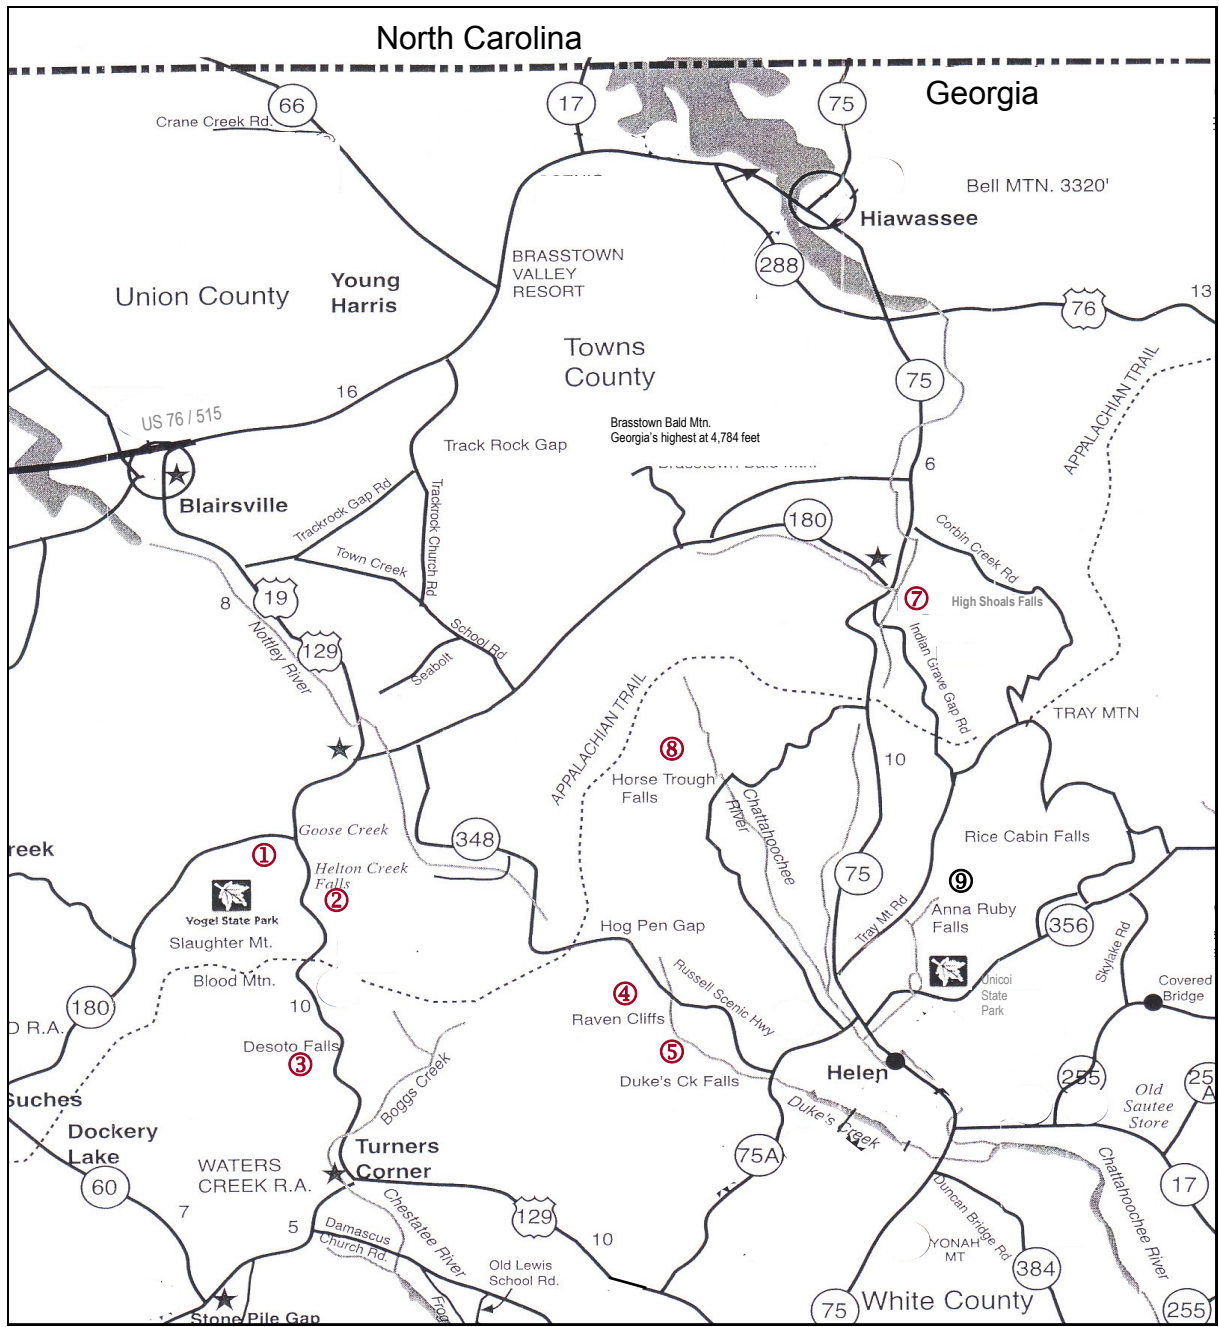 North Carolina
Georgia
66
17
75
Crane Creek Rd.
Bell MTN. 3320'
Hiawassee
BRASSTOWN
VALLEY
RESORT
288
Union County
Young
Harris
76
13
Towns
County
75
16
US 76 / 515
APPALACHIAN TRAIL
Brasstown Bald Mtn.
Georgia's highest at 4,784 feet
Track Rock Gap
6
Blairsville
Trackrock Gap Rd
Trackrock Church Rd
180
Corbin Creek Rd
Town Creek
19
8
⑦
High Shoals Falls
129
Nottley River
School Rd
Seabolt
Indian Grave Gap Rd
APPALACHIAN TRAIL
TRAY MTN
⑧
Horse Trough
Falls
10
Chattahoochee
River
Goose Creek
348
Rice Cabin Falls
reek
①
Helton Creek
Falls
②
75
⑨
Vogel State Park
Anna Ruby
Falls
Tray Mt Rd
356
Slaughter Mt.
Hog Pen Gap
Skylake Rd
Blood Mtn.
Russell Scenic Hwy
Unicoi
State
Park
Covered
Bridge
180
10
④
Raven Cliffs
D R.A.
Desoto Falls
③
⑤
Duke's Ck Falls
Helen
255
25
A
Suches
Boggs Creek
Duke's Creek
Old
Sautee
Store
Dockery
Lake
Turners
Corner
75A
WATERS
CREEK R.A.
60
Chestatee River
Duncan Bridge Rd
Chattahoochee River
17
7
5
129
Damascus
Church Rd.
10
YONAH
MT
Old Lewis
School Rd.
384
Frog
Stone Pile Gap
75
White County
255